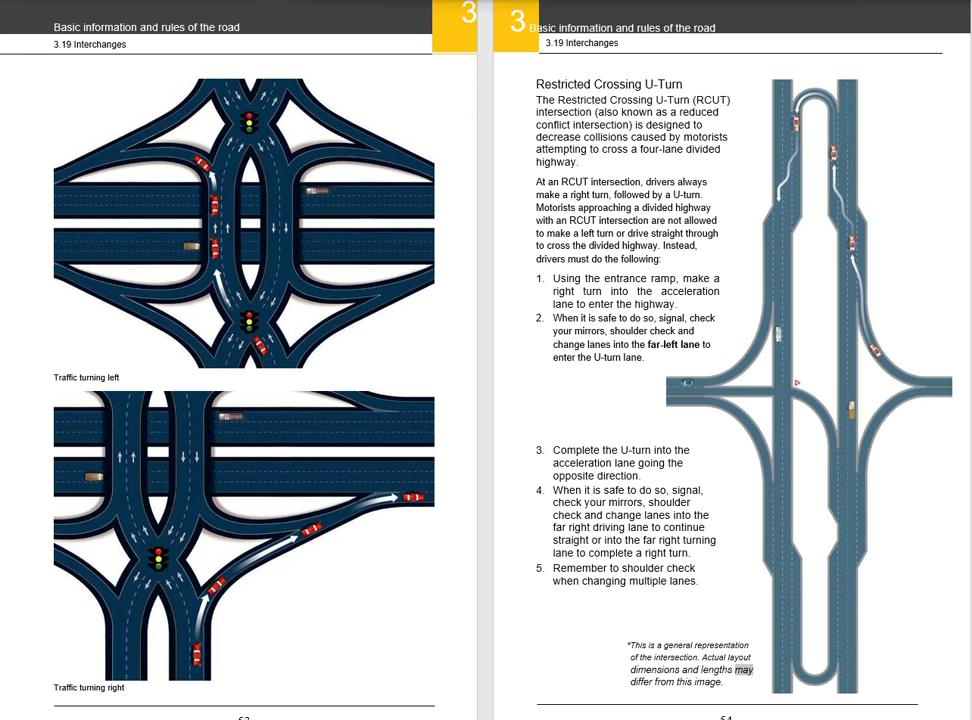 Basic information and rules of the road
3
3.19 Interchanges
Traffic turning left
Traffic turning right
3
Basic information and rules of the road
3.19 Interchanges
Restricted Crossing U-Turn
The Restricted Crossing U-Turn (RCUT)
intersection (also known as a reduced
conflict intersection) is designed to
decrease collisions caused by motorists
attempting to cross a four-lane divided
highway.
At an RCUT intersection, drivers always
make a right turn, followed by a U-turn.
Motorists approaching a divided highway
with an RCUT intersection are not allowed
to make a left turn or drive straight through
to cross the divided highway. Instead,
drivers must do the following:
1. Using the entrance ramp, make a
right turn into the acceleration
lane to enter the highway.
2. When it is safe to do so, signal, check
your mirrors, shoulder check and
change lanes into the far-left lane to
enter the U-turn lane.
3. Complete the U-turn into the
acceleration lane going the
opposite direction.
4. When it is safe to do so, signal,
check your mirrors, shoulder
check and change lanes into the
far right driving lane to continue
straight or into the far right turning
lane to complete a right turn.
5. Remember to shoulder check
when changing multiple lanes.
*This is a general representation
of the intersection. Actual layout
dimensions and lengths may
differ from this image.